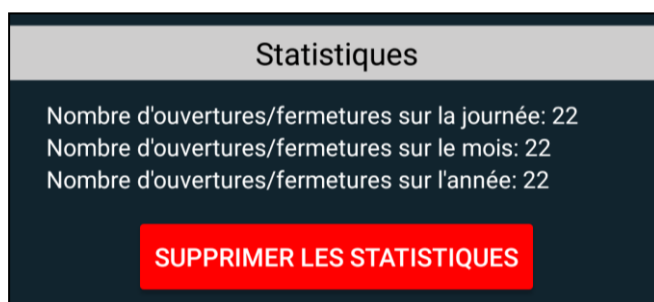 Statistiques
Nombre d'ouvertures/fermetures sur la journée: 22
Nombre d'ouvertures/fermetures sur le mois: 22
Nombre d'ouvertures/fermetures sur l'année: 22
SUPPRIMER LES STATISTIQUES